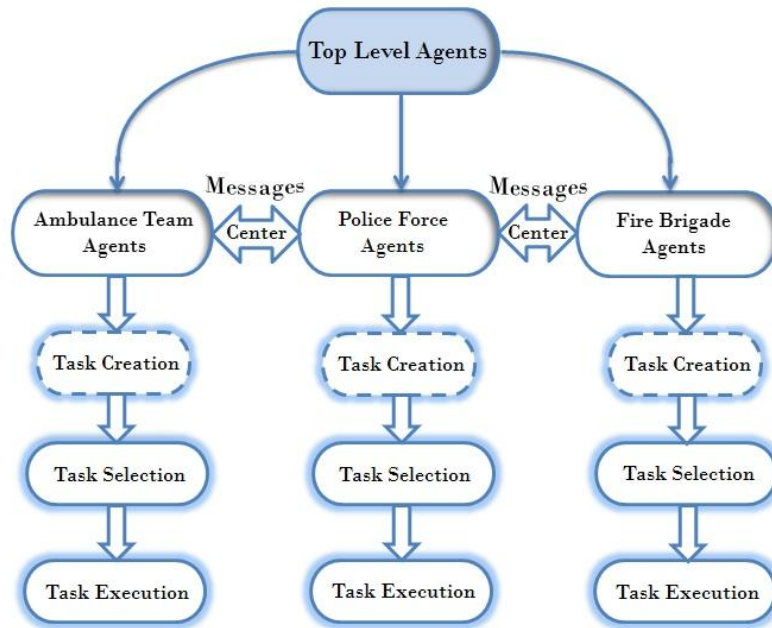 Top Level Agents
Messages
Messages
Ambulance Team
Agents
Center
Police Force
Agents
Center
Fire Brigade
Agents
Task Creation
Task Creation
Task Creation
Task Selection
Task Selection
Task Selection
Task Execution
Task Execution
Task Execution